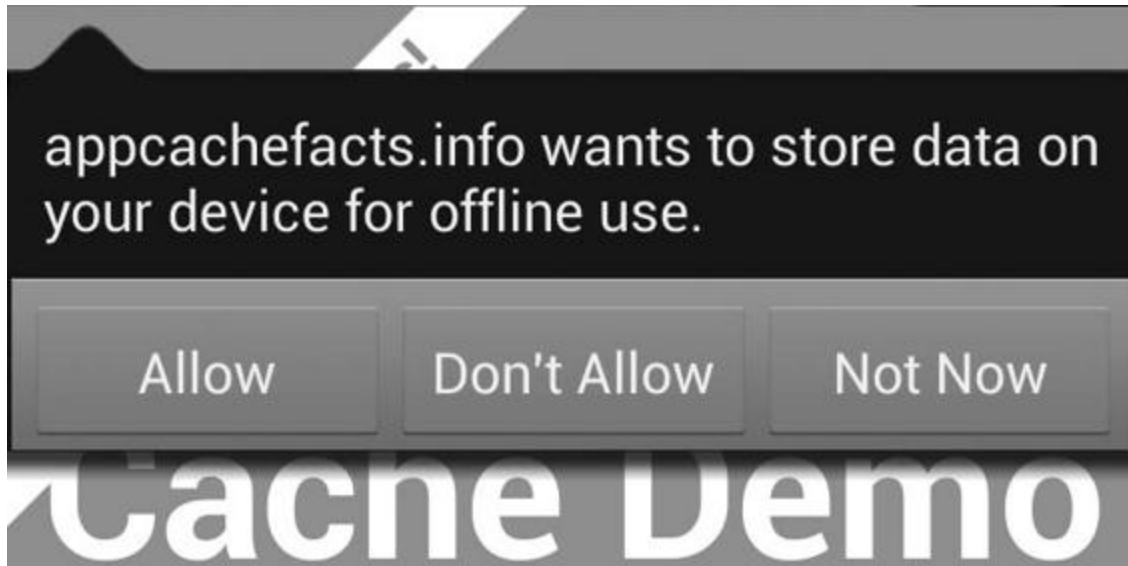 appcachefacts.info wants to store data on
your device for offline use.
Allow Don't Allow Not Now
Cache Demo